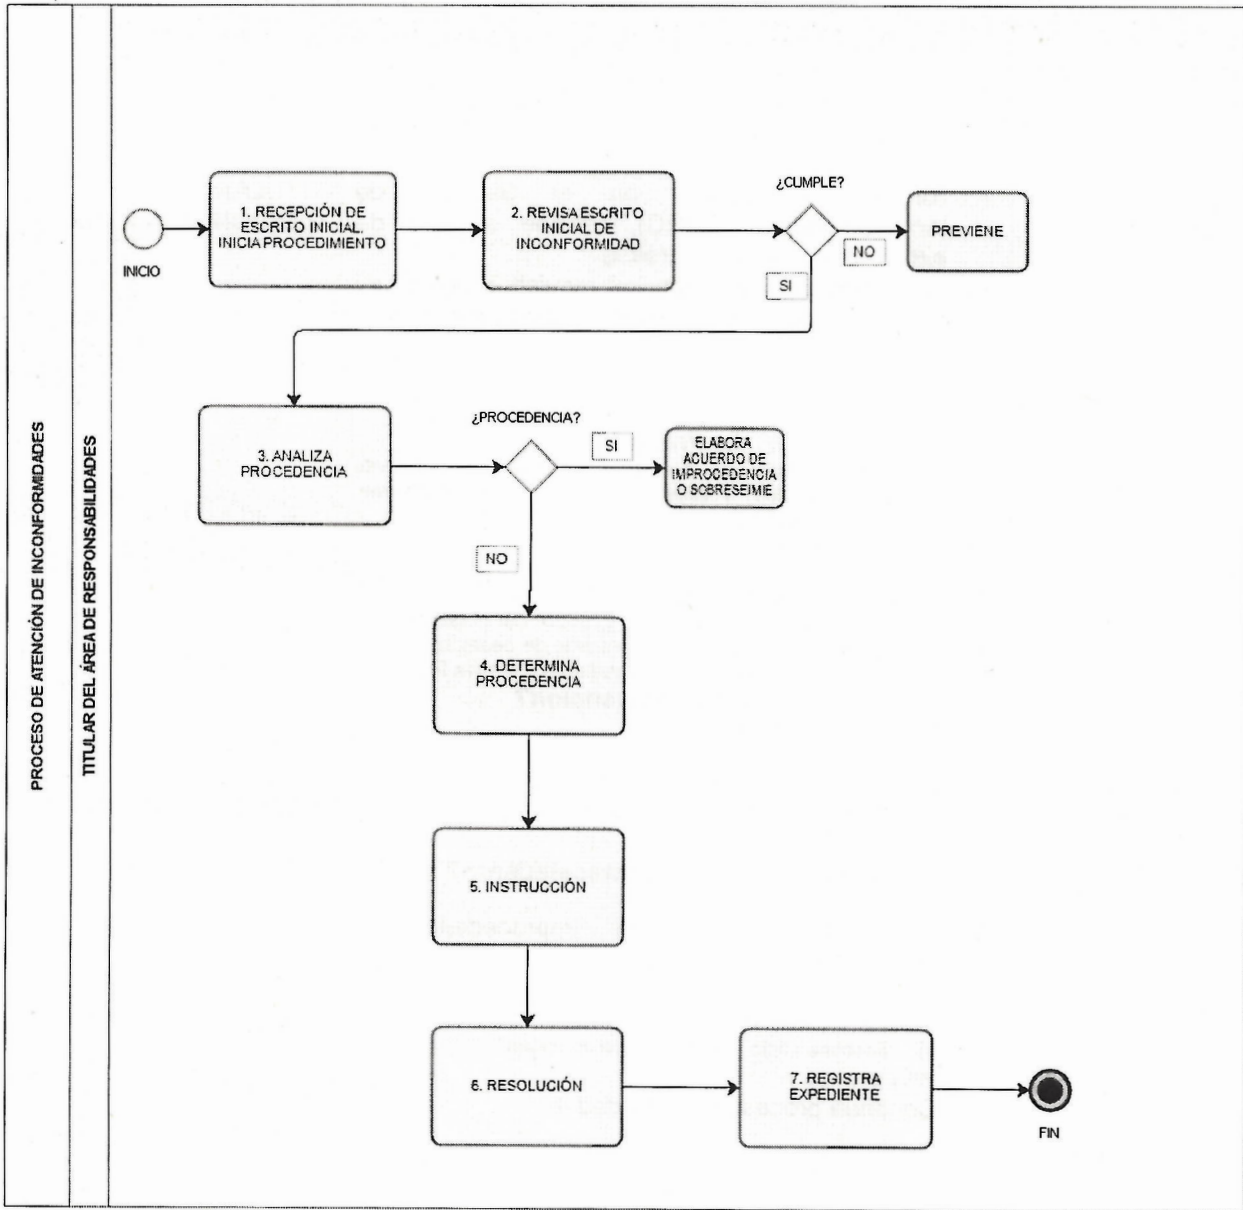 PROCESO DE ATENCIÓN DE INCONFORMIDADES
TITULAR DEL ÁREA DE RESPONSABILIDADES
INICIO
1. RECEPCIÓN DE
ESCRITO INICIAL.
INICIA PROCEDIMIENTO
2. REVISA ESCRITO
INICIAL DE
INCONFORMIDAD
¿CUMPLE?
NO
PREVIENE
SI
3. ANALIZA
PROCEDENCIA
¿PROCEDENCIA?
SI
ELABORA
ACUERDO DE
IMPROCEDENCIA
O SOBRESEIMIE
NO
4. DETERMINA
PROCEDENCIA
5. INSTRUCCIÓN
6. RESOLUCIÓN
7. REGISTRA
EXPEDIENTE
FIN